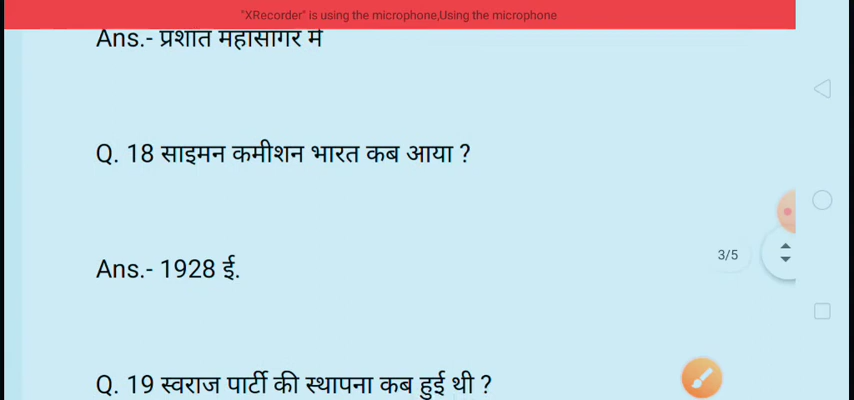 "XRecorder" is using the microphone,Using the microphone
Ans.- प्रशांत महासागर में
Q. 18 साइमन कमीशन भारत कब आया ?
3/5
Ans.- 1928 ई.
Q. 19 स्वराज पार्टी की स्थापना कब हुई थी ?